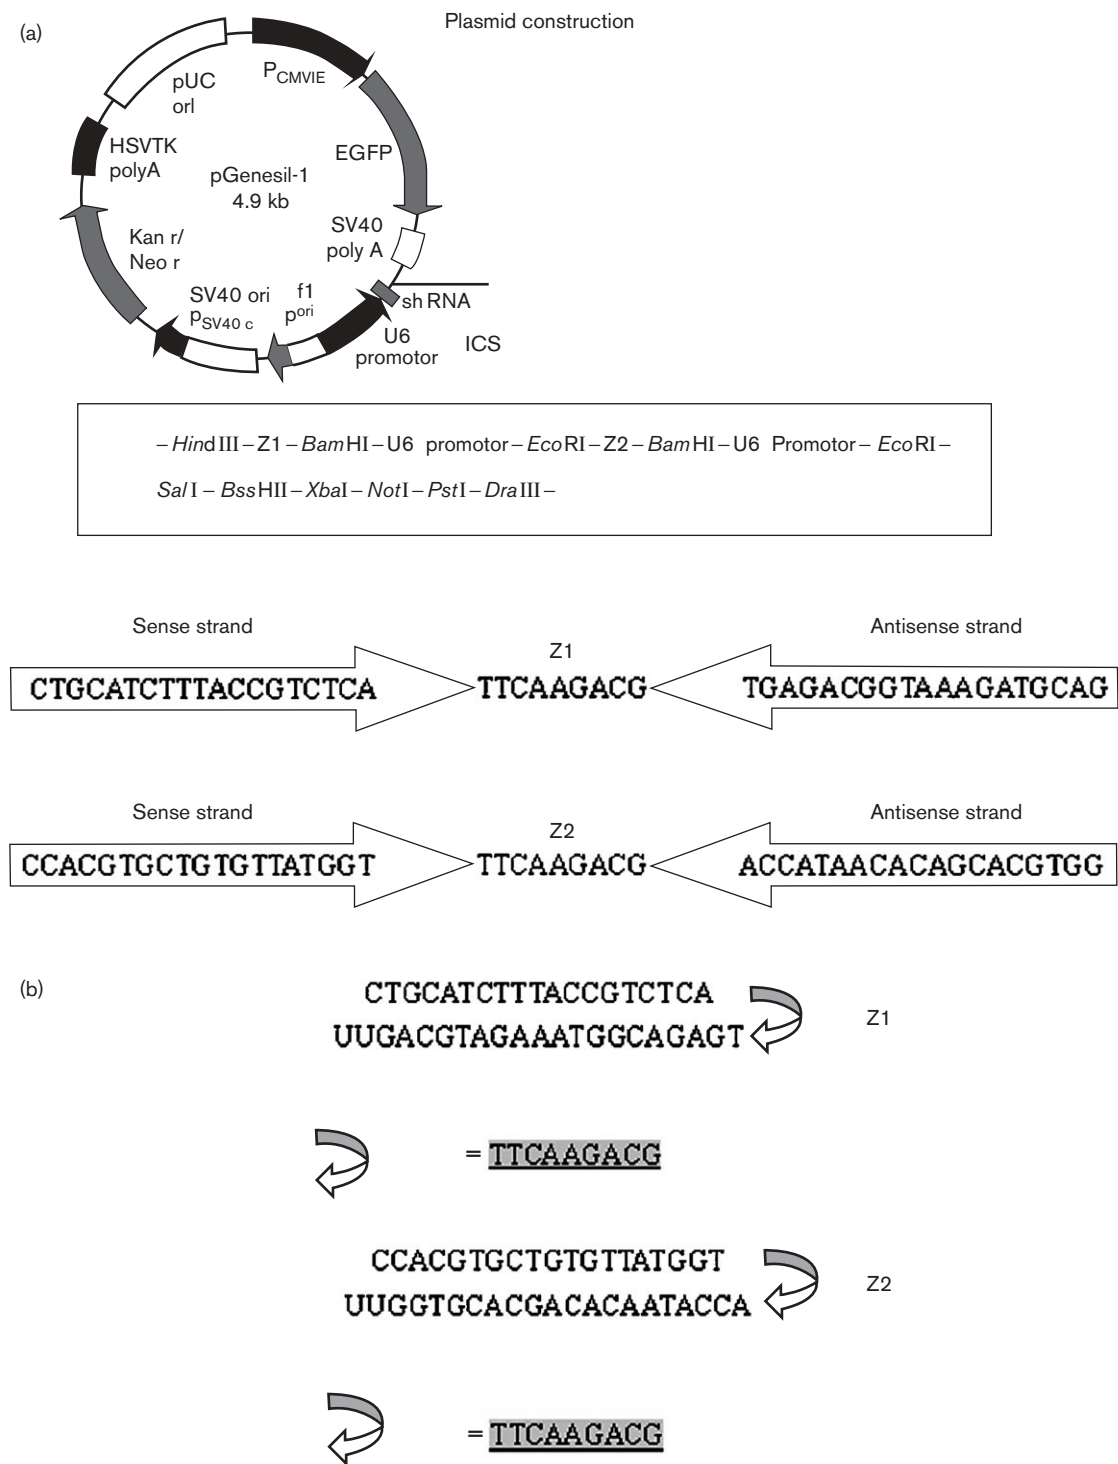 (a)
Plasmid construction
P CMVIE
pUC
orI
HSVTK
polyA
EGFP
pGenesil-1
4.9 kb
SV40
poly A
Kan r/
Neo r
SV40 ori
pSV40 c
f1
pori
sh RNA
U6
promotor
ICS
– HindIII – Z1 – BamHI – U6 promotor – EcoRI – Z2 – BamHI – U6 Promotor – EcoRI –
SalI – BssHII – XbaI – NotI – PstI – DraIII –
Sense strand
Z1
Antisense strand
CTGCATCTTTACCGTCTCA
TTCAAGACG
TGAGACGGTAAAGATGCAG
Sense strand
Z2
Antisense strand
CCACGTGCTGTGTTATGGT
TTCAAGACG
ACCATAACACAGCACGTGG
(b)
CTGCATCTTTACCGTCTCA
UUGACGTAGAAATGGCAGAGT
Z1
= TTCAAGACG
CCACGTGCTGTGTTATGGT
UUGGTGCACGACACAATACCA
Z2
= TTCAAGACG